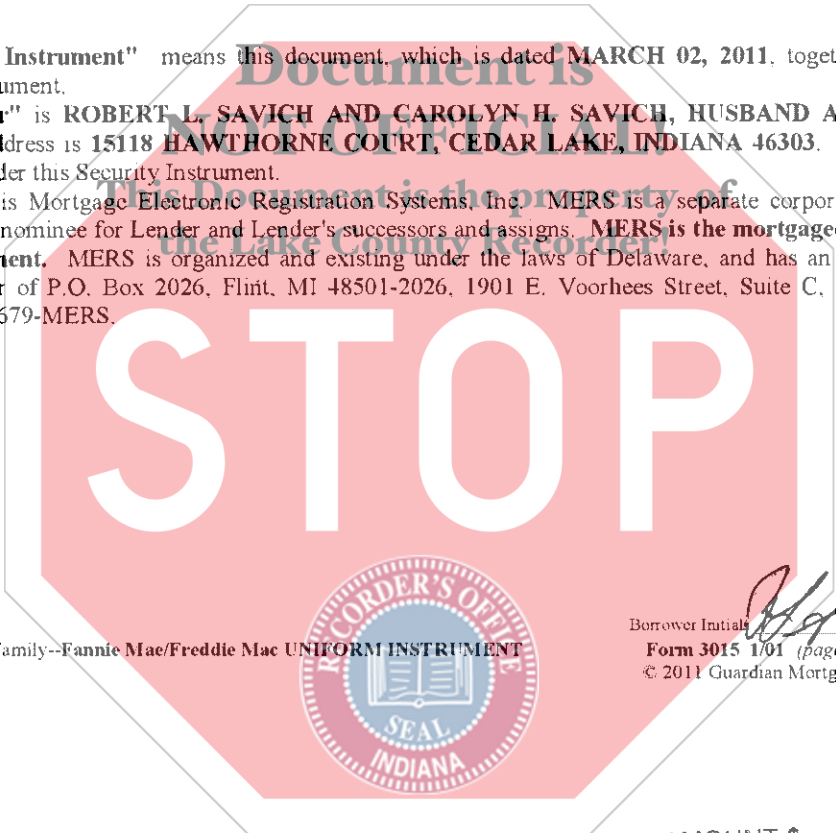 Instrument" means this document, which is dated MARCH 02, 2011, toget
ument.
r" is ROBERT L. SAVICH AND CAROLYN H. SAVICH, HUSBAND A
dress is 15118 HAWTHORNE COURT, CEDAR LAKE, INDIANA 46303.
der this Security Instrument.
is Mortgage Electronic Registration Systems, Inc. MERS is a separate corpor
nominee for Lender and Lender's successors and assigns. MERS is the mortgage
ent. MERS is organized and existing under the laws of Delaware, and has an
r of P.O. Box 2026, Flint, MI 48501-2026, 1901 E. Voorhees Street, Suite C,
679-MERS.
Document is
NOT OFFICIAL!
This Document is the property of
the Lake County Recorder!
STOP
RECORDER'S OFFICE
SEAL
INDIANA
Borrower Initials
amily--Fannie Mae/Freddie Mac UNIFORM INSTRUMENT
Form 3015 1/01 (page
© 2011 Guardian Mortg